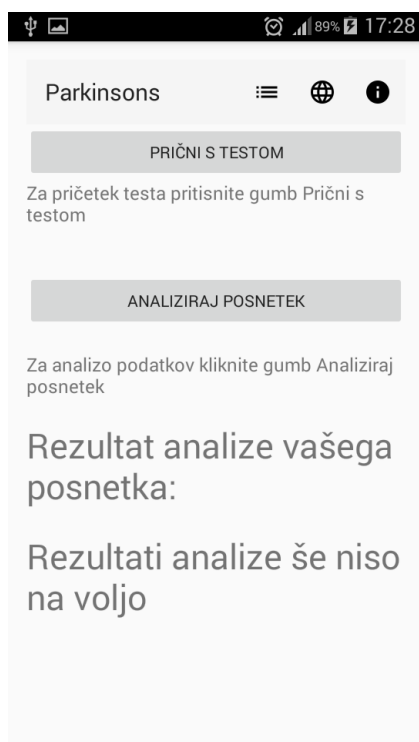 89% 17:28
Parkinsons
PRIČNI S TESTOM
Za pričetek testa pritisnite gumb Prični s
testom
ANALIZIRAJ POSNETEK
Za analizo podatkov kliknite gumb Analiziraj
posnetek
Rezultat analize vašega
posnetka:
Rezultati analize še niso
na voljo